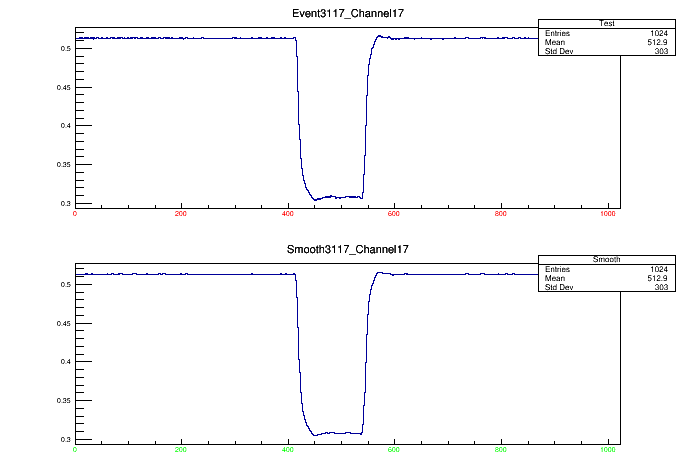 Event3117_Channel17
Test
Entries 1024
Mean 512.9
Std Dev 303
0.5
0.45
0.4
0.35
0.3
0 200 400 600 800 1000
Smooth3117_Channel17
Smooth
Entries 1024
Mean 512.9
Std Dev 303
0.5
0.45
0.4
0.35
0.3
0 200 400 600 800 1000